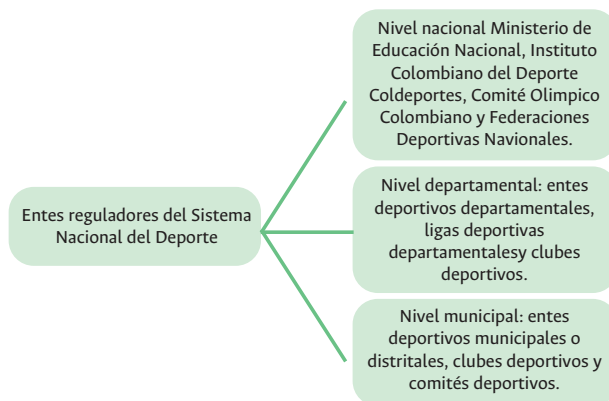 Nivel nacional Ministerio de
Educación Nacional, Instituto
Colombiano del Deporte
Coldeportes, Comité Olimpico
Colombiano y Federaciones
Deportivas Navionales.
Entes reguladores del Sistema
Nacional del Deporte
Nivel departamental: entes
deportivos departamentales,
ligas deportivas
departamentalesy clubes
deportivos.
Nivel municipal: entes
deportivos municipales o
distritales, clubes deportivos y
comités deportivos.